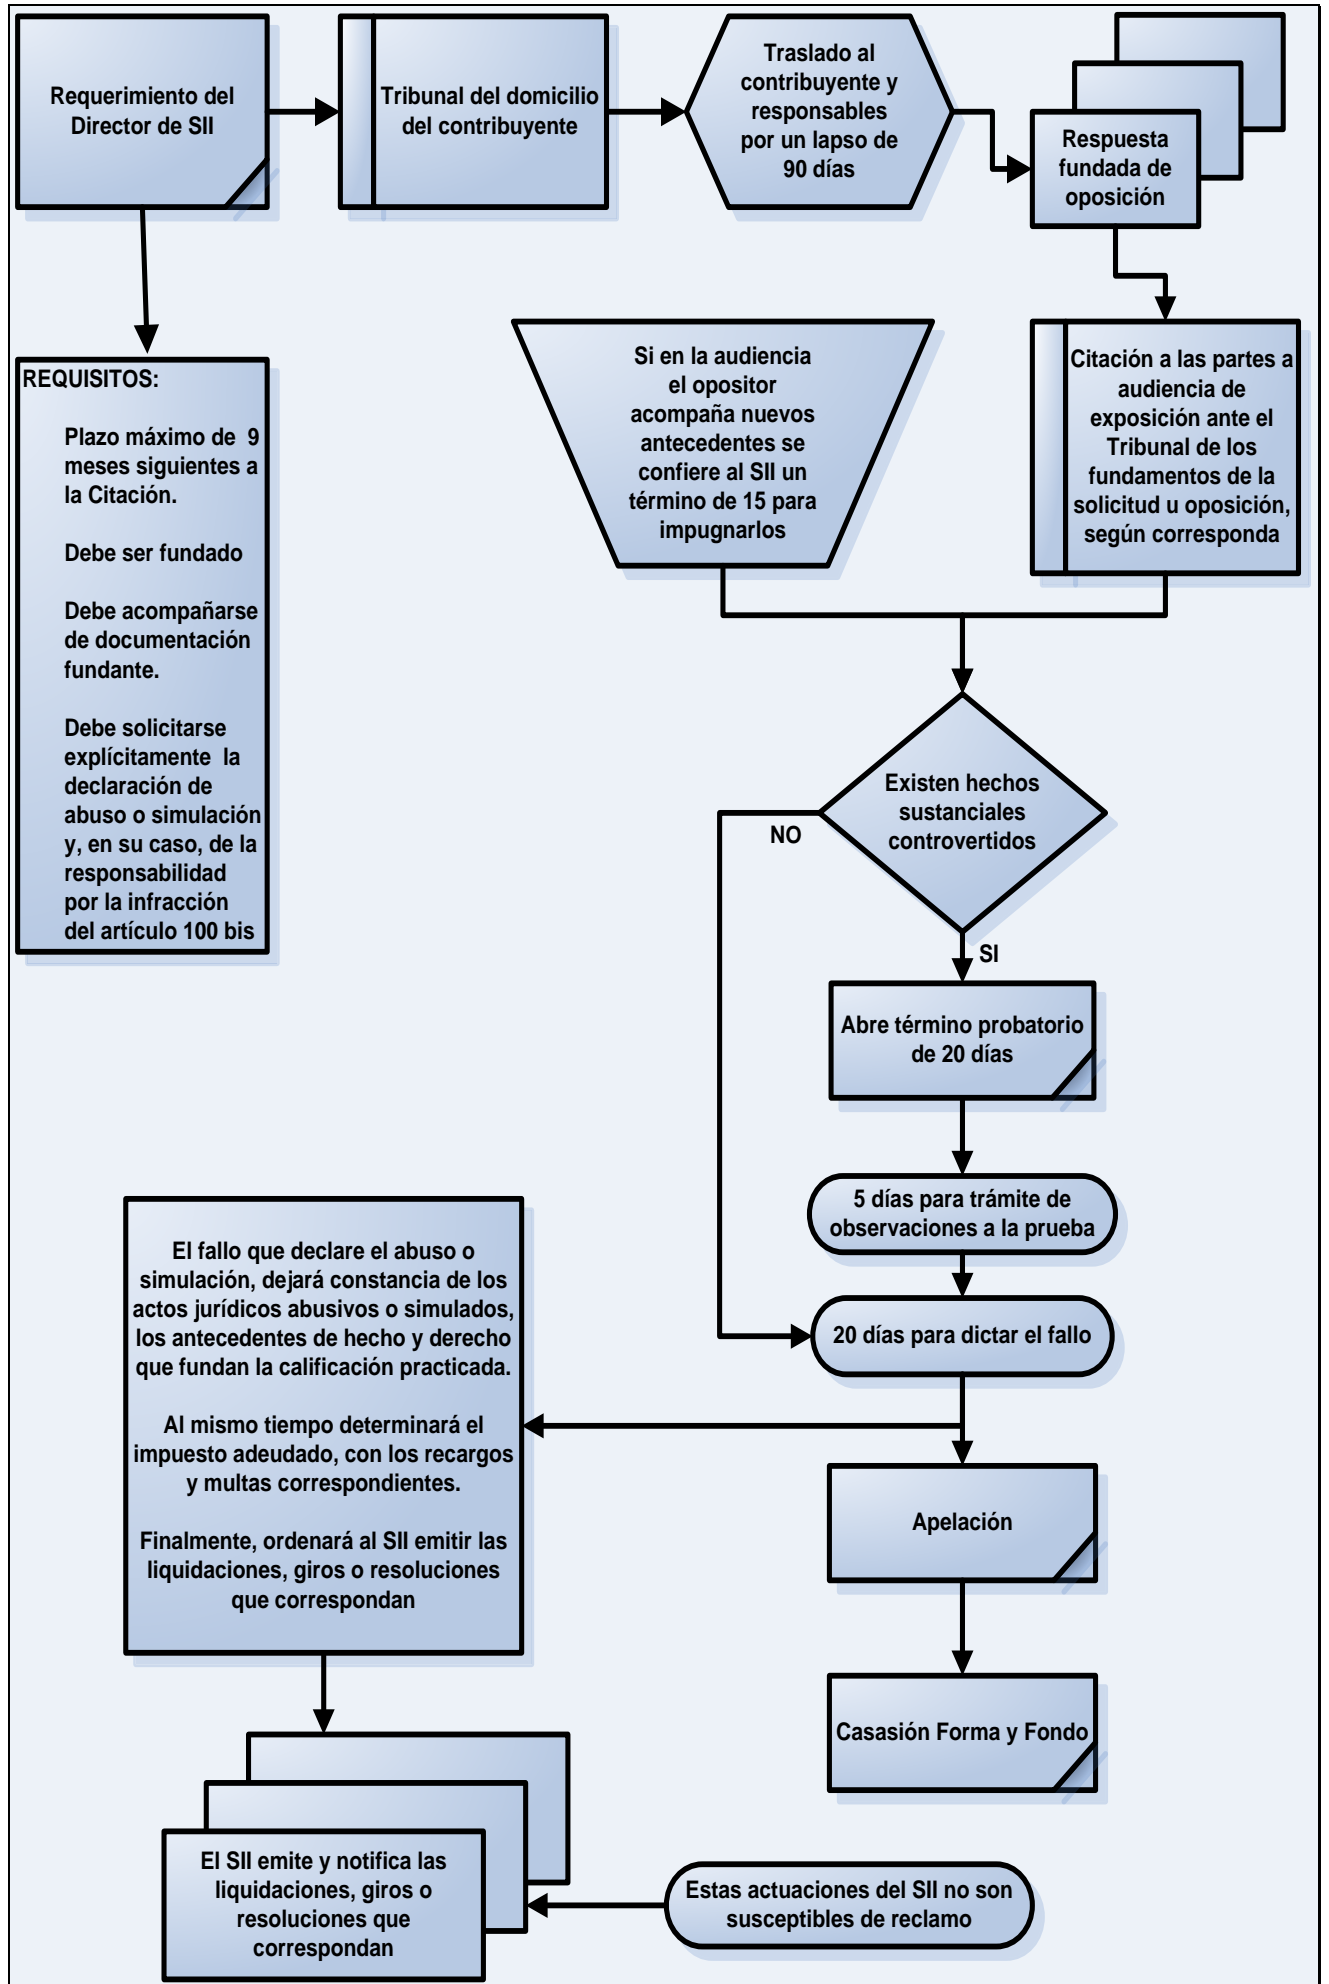 Requerimiento del
Director de SII
Tribunal del domicilio
del contribuyente
Traslado al
contribuyente y
responsables
por un lapso de
90 días
Respuesta
fundada de
oposición
REQUISITOS:
Plazo máximo de 9
meses siguientes a
la Citación.
Debe ser fundado
Debe acompañarse
de documentación
fundante.
Debe solicitarse
explícitamente la
declaración de
abuso o simulación
y, en su caso, de la
responsabilidad
por la infracción
del artículo 100 bis
Si en la audiencia
el opositor
acompaña nuevos
antecedentes se
confiere al SII un
término de 15 para
impugnarlos
Citación a las partes a
audiencia de
exposición ante el
Tribunal de los
fundamentos de la
solicitud u oposición,
según corresponda
Existen hechos
sustanciales
controvertidos
NO
SI
Abre término probatorio
de 20 días
5 días para trámite de
observaciones a la prueba
20 días para dictar el fallo
El fallo que declare el abuso o
simulación, dejará constancia de los
actos jurídicos abusivos o simulados,
los antecedentes de hecho y derecho
que fundan la calificación practicada.
Al mismo tiempo determinará el
impuesto adeudado, con los recargos
y multas correspondientes.
Finalmente, ordenará al SII emitir las
liquidaciones, giros o resoluciones
que correspondan
Apelación
Casasión Forma y Fondo
El SII emite y notifica las
liquidaciones, giros o
resoluciones que
correspondan
Estas actuaciones del SII no son
susceptibles de reclamo